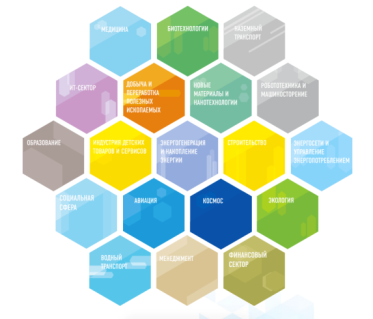 МЕДИЦИНА
БИОТЕХНОЛОГИИ
НАЗЕМНЫЙ
ТРАНСПОРТ
ИТ-СЕКТОР
ДОБЫЧА И
ПЕРЕРАБОТКА
ПОЛЕЗНЫХ
ИСКОПАЕМЫХ
НОВЫЕ
МАТЕРИАЛЫ И
НАНОТЕХНОЛОГИИ
РОБОТОТЕХНИКА И
МАШИНОСТРОЕНИЕ
ОБРАЗОВАНИЕ
ИНДУСТРИЯ ДЕТСКИХ
ТОВАРОВ И СЕРВИСОВ
ЭНЕРГОГЕНЕРАЦИЯ
И НАКОПЛЕНИЕ
ЭНЕРГИИ
СТРОИТЕЛЬСТВО
ЭНЕРГОСЕТИ И
УПРАВЛЕНИЕ
ЭНЕРГОПОТРЕБЛЕНИЕМ
СОЦИАЛЬНАЯ
СФЕРА
АВИАЦИЯ
КОСМОС
ЭКОЛОГИЯ
ВОДНЫЙ
ТРАНСПОРТ
МЕНЕДЖМЕНТ
ФИНАНСОВЫЙ
СЕКТОР